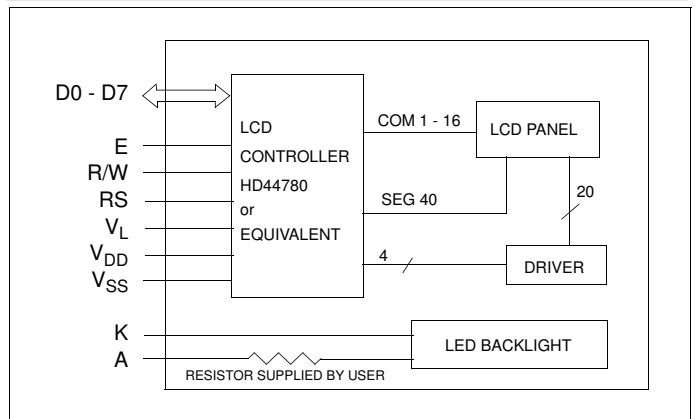 D0 - D7
E
R/W
RS
VL
VDD
VSS
K
A
LCD
CONTROLLER
HD44780
or
EQUIVALENT
COM 1 - 16
LCD PANEL
SEG 40
20
4
DRIVER
LED BACKLIGHT
RESISTOR SUPPLIED BY USER